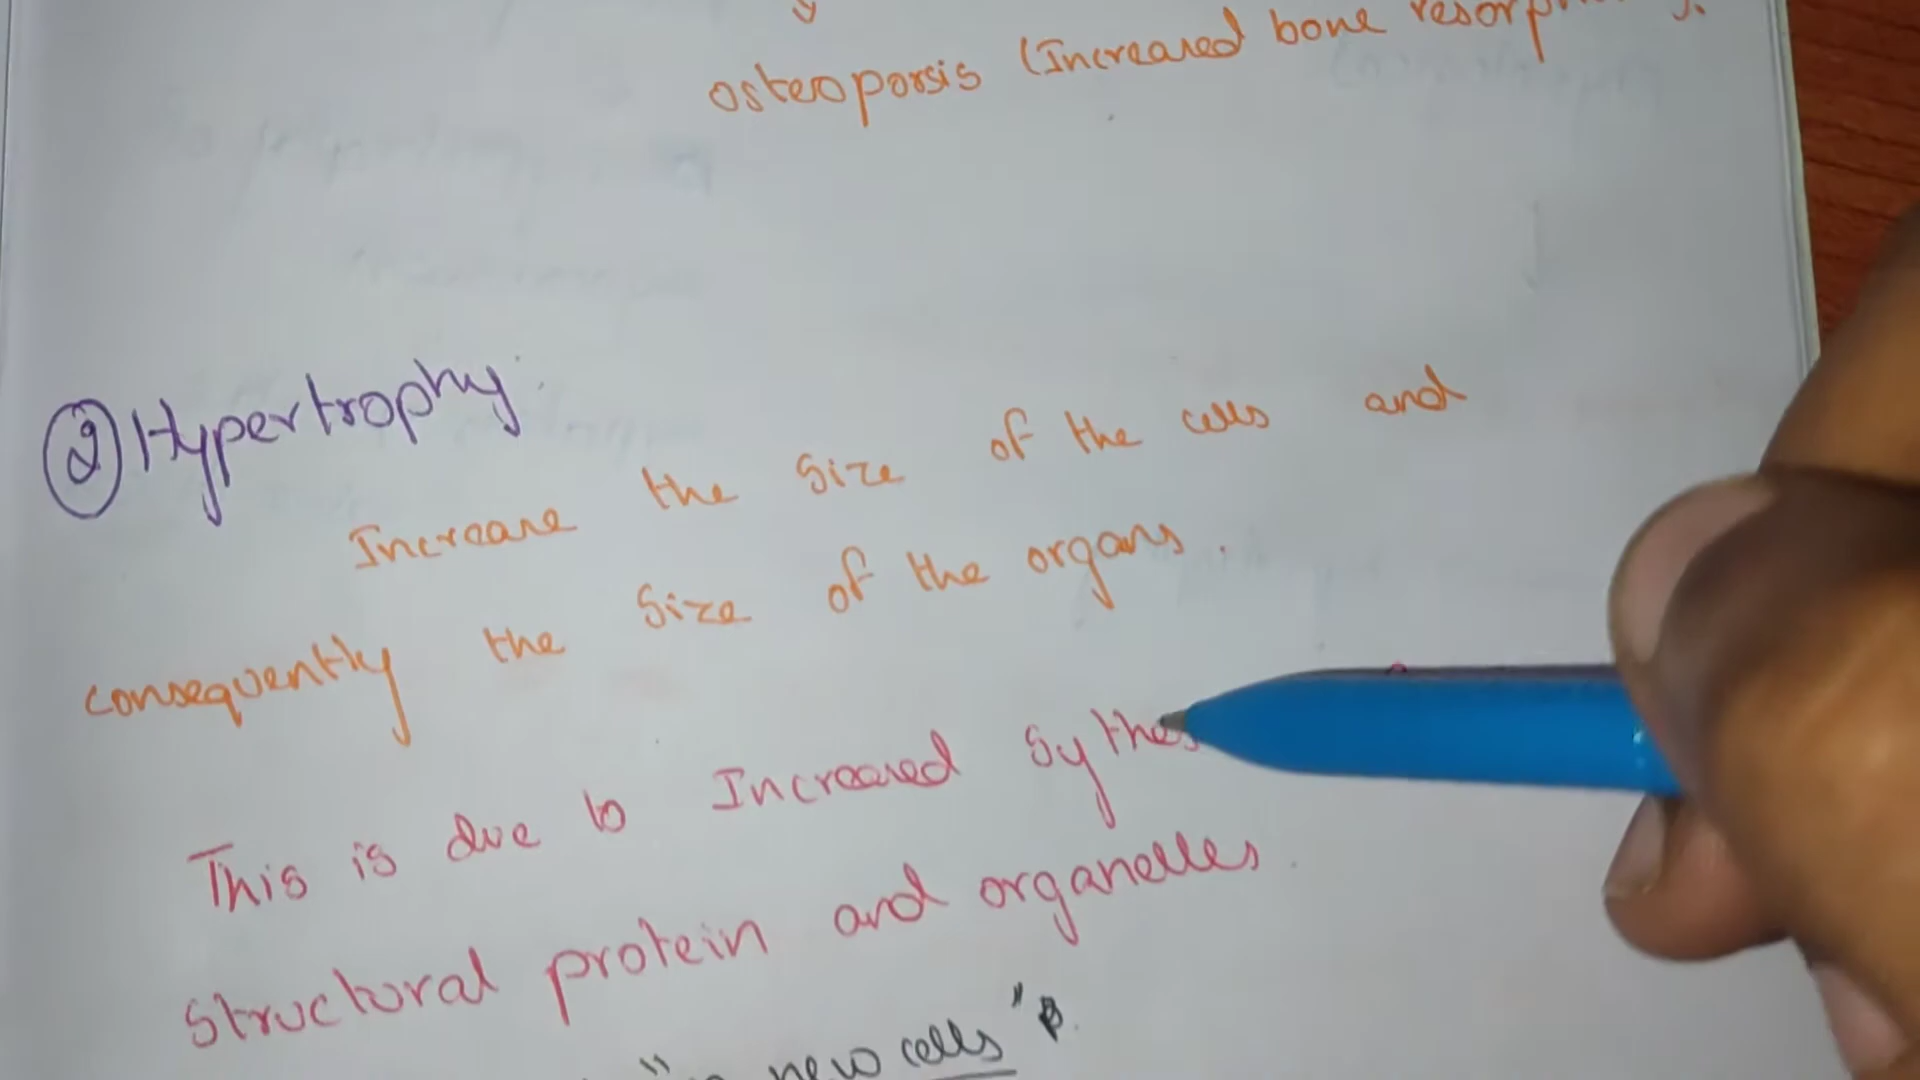 osteoporsis (Increased bone
② Hypertrophy.
Increase the size of the cells and
consequently the size of the organs.
This is due to Increased
structural protein and organelles.
new cells"